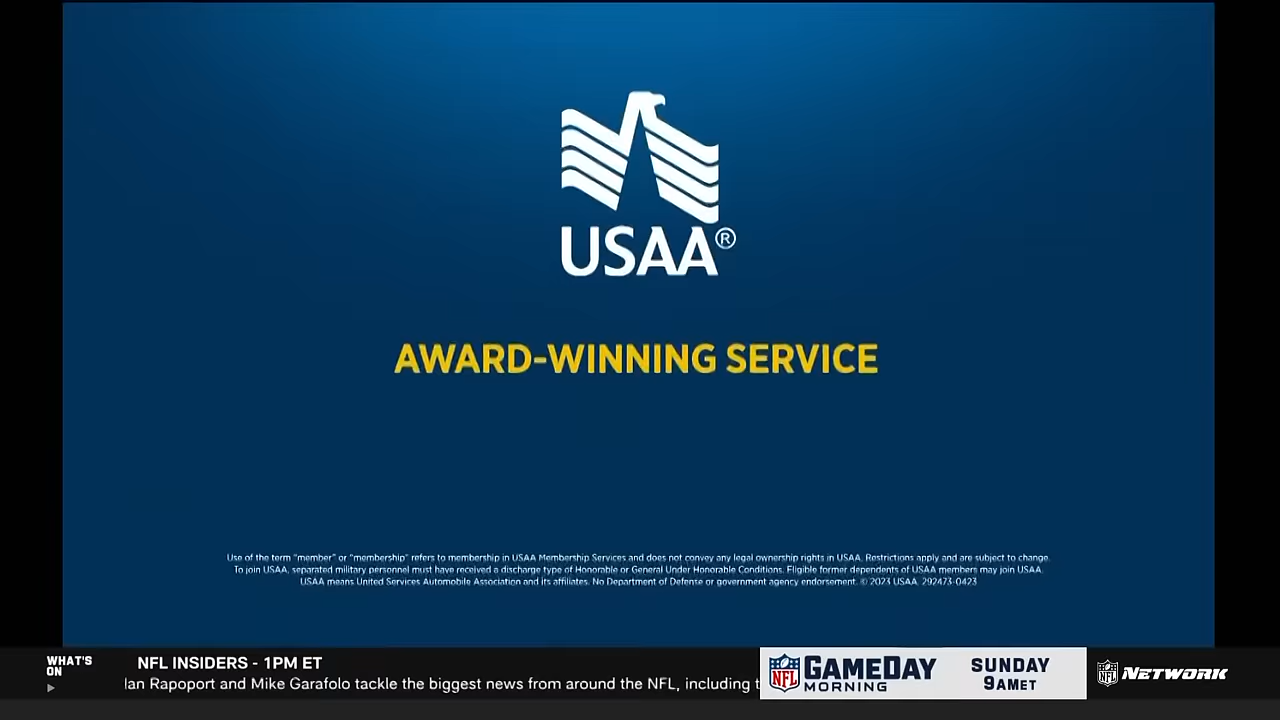 USAA®
AWARD-WINNING SERVICE
Use of the term "member" or "membership" refers to membership in USAA Membership Services and does not convey any legal ownership rights in USAA. Restrictions apply and are subject to change.
To join USAA, separated military personnel must have received a discharge type of Honorable or General Under Honorable Conditions. Eligible former dependents of USAA members may join USAA.
USAA means United Services Automobile Association and its affiliates. No Department of Defense or government agency endorsement. © 2023 USAA. 292473-0423
WHAT'S
ON
NFL INSIDERS - 1PM ET
Ian Rapoport and Mike Garafolo tackle the biggest news from around the NFL, including t
NFL
GAMEDAY
MORNING
SUNDAY
9AM ET
NFL
NETWORK